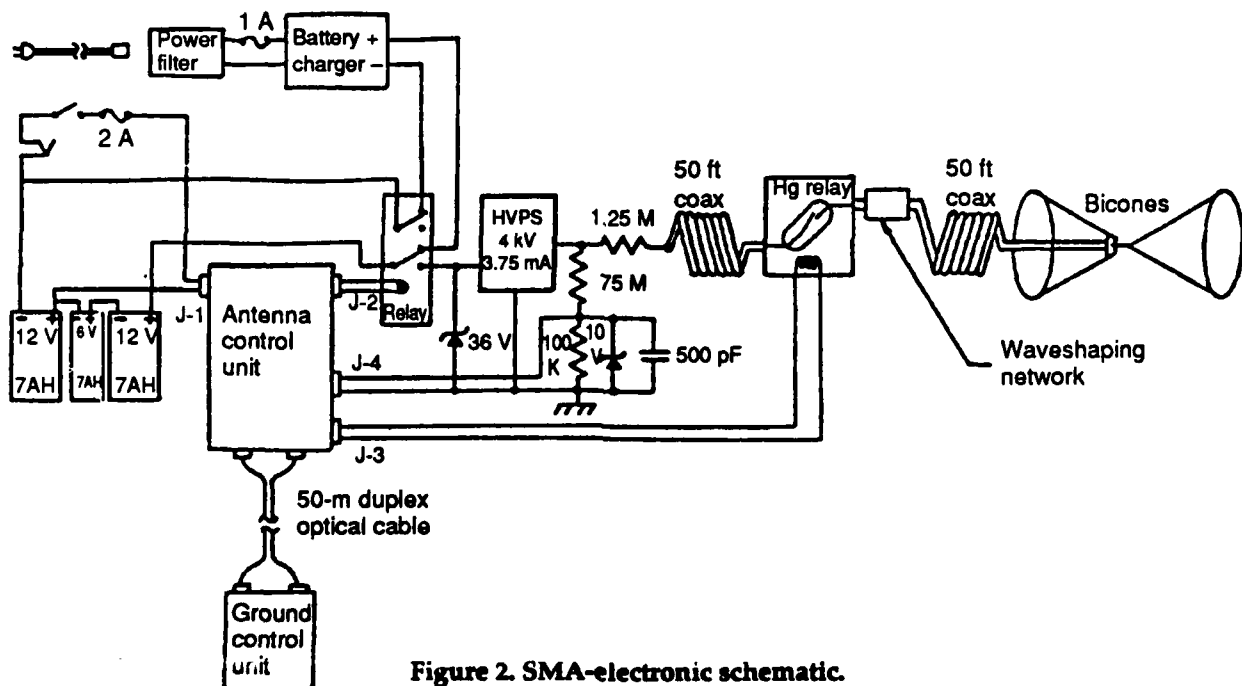 1 A
Power
filter
Battery +
charger –
2 A
50 ft
coax
Hg relay
50 ft
coax
Bicones
HVPS
4 kV
3.75 mA
1.25 M
75 M
J-1
Antenna
control
unit
J-2
Relay
36 V
100
K
10
V
500 pF
Waveshaping
network
- +
12 V
7AH
- +
6 V
7AH
- +
12 V
7AH
J-4
J-3
50-m duplex
optical cable
Ground
control
unit
Figure 2. SMA-electronic schematic.